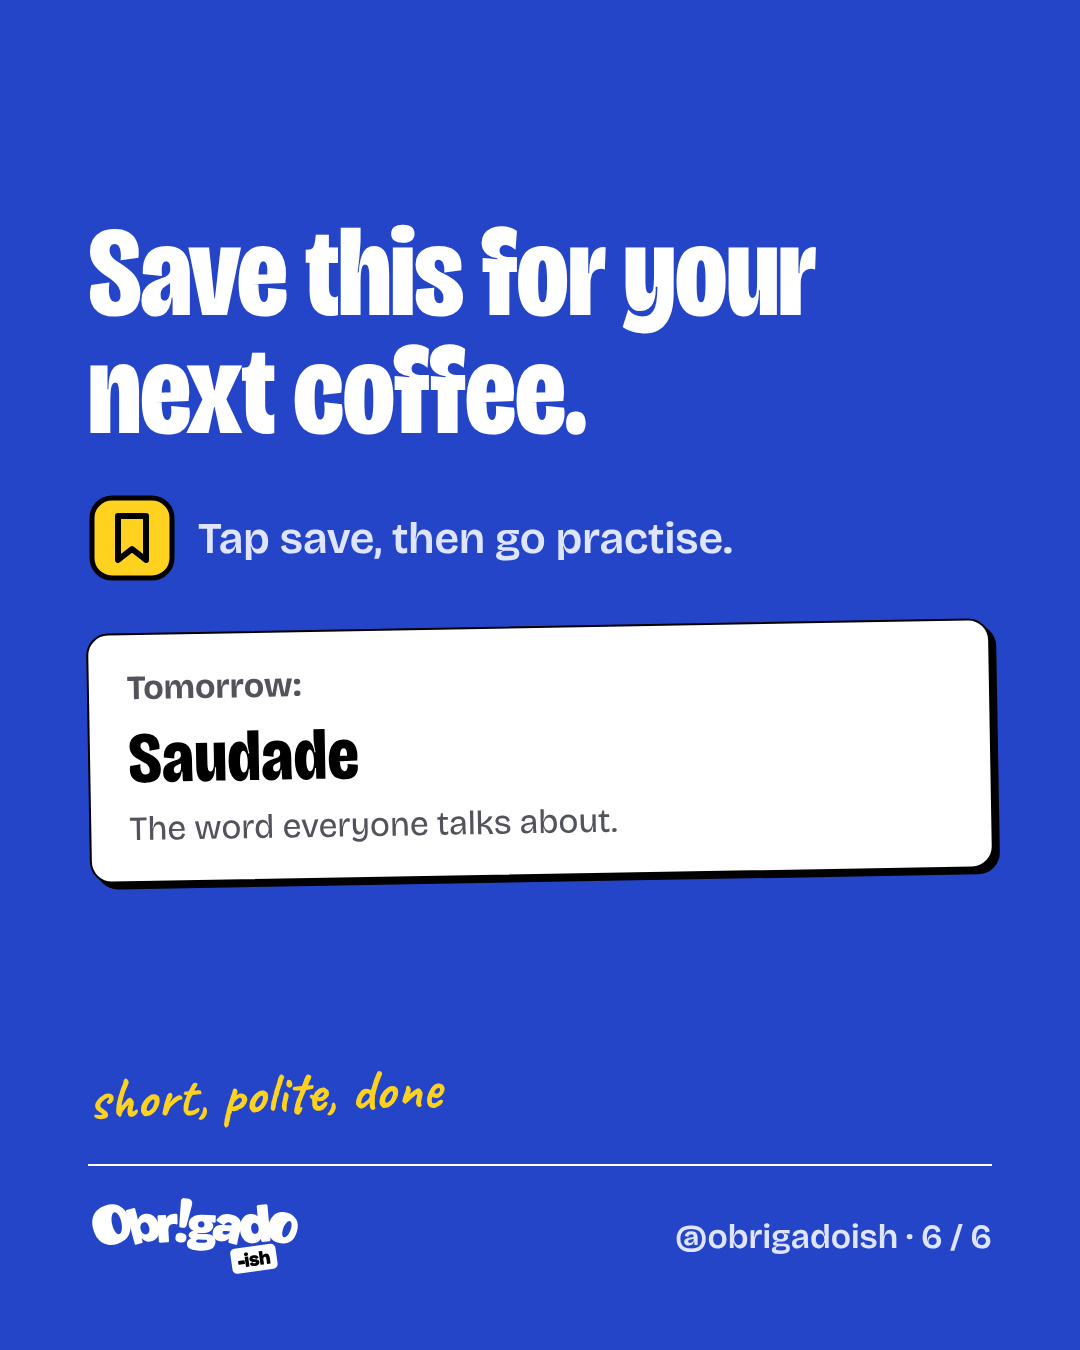 Save this for your
next coffee.
Tap save, then go practise.
Tomorrow:
Saudade
The word everyone talks about.
short, polite, done
Obr!gado
-ish
@obrigadoish · 6 / 6